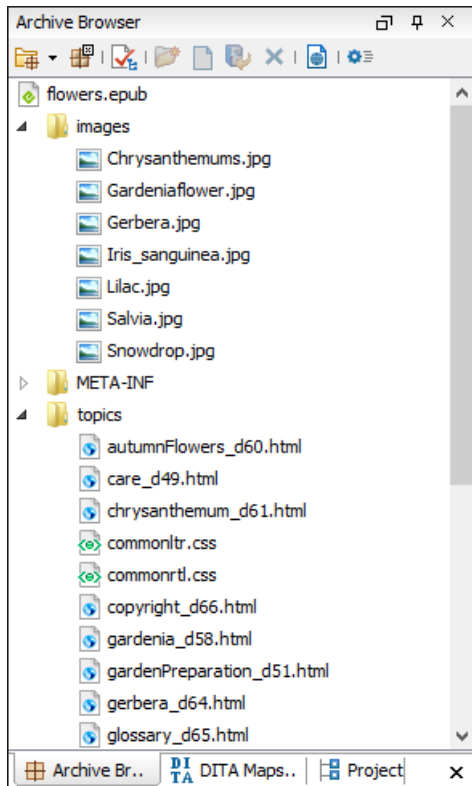 Archive Browser
flowers.epub
images
Chrysanthemums.jpg
Gardeniaflower.jpg
Gerbera.jpg
Iris_sanguinea.jpg
Lilac.jpg
Salvia.jpg
Snowdrop.jpg
META-INF
topics
autumnFlowers_d60.html
care_d49.html
chrysanthemum_d61.html
commonltr.css
commonrtl.css
copyright_d66.html
gardenia_d58.html
gardenPreparation_d51.html
gerbera_d64.html
glossary_d65.html
Archive Br.. DITA DITA Maps.. Project